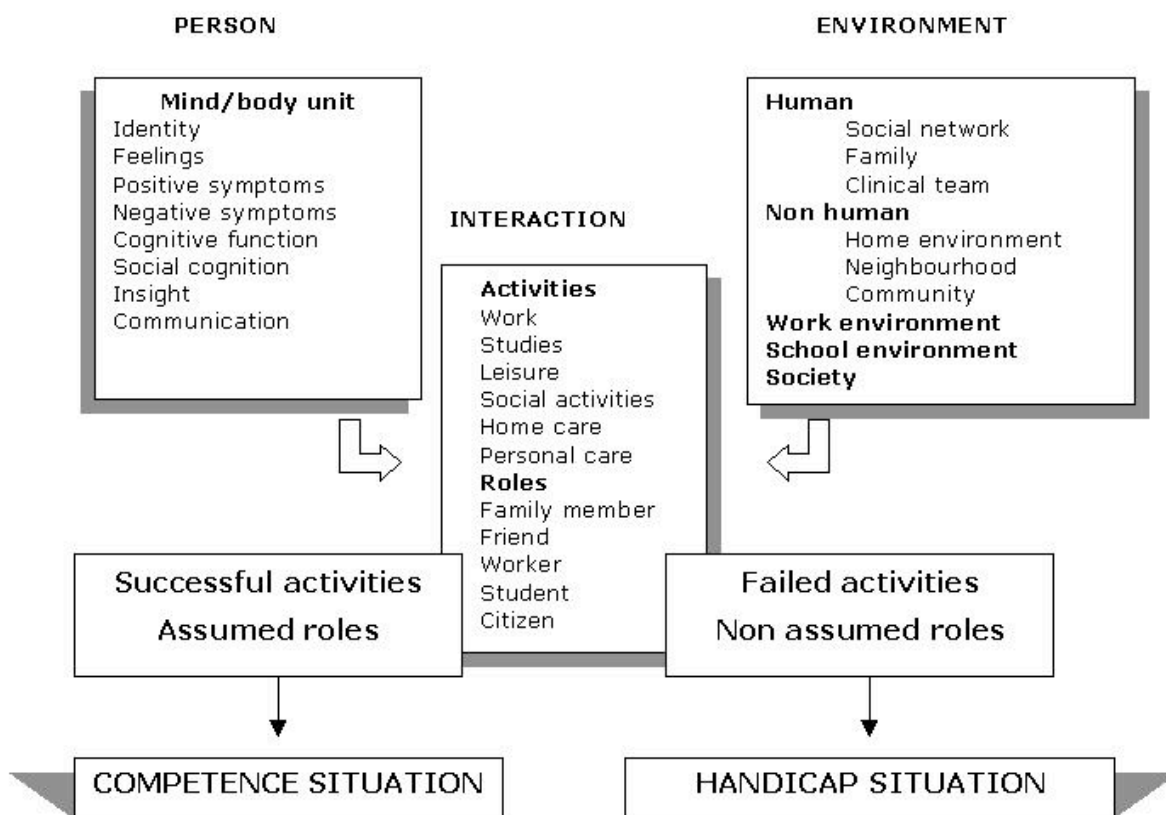 PERSON
Mind/body unit
Identity
Feelings
Positive symptoms
Negative symptoms
Cognitive function
Social cognition
Insight
Communication
ENVIRONMENT
Human
Social network
Family
Clinical team
Non human
Home environment
Neighbourhood
Community
Work environment
School environment
Society
INTERACTION
Activities
Work
Studies
Leisure
Social activities
Home care
Personal care
Roles
Family member
Friend
Worker
Student
Citizen
Successful activities
Assumed roles
Failed activities
Non assumed roles
COMPETENCE SITUATION
HANDICAP SITUATION